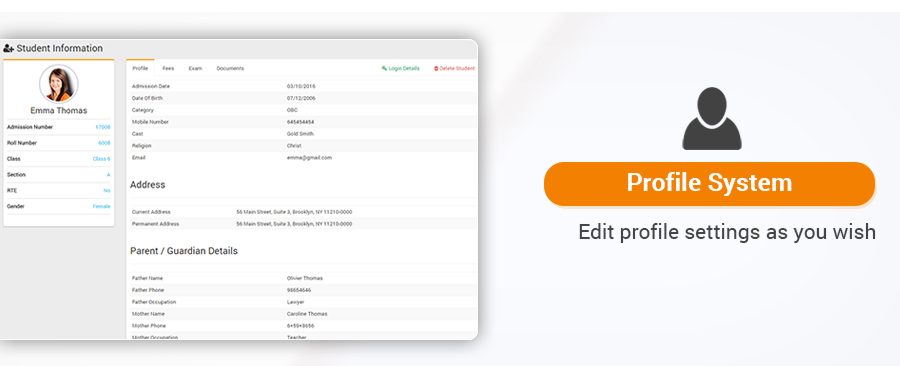 Student Information
Emma Thomas
Admission Number 17008
Roll Number 6008
Class Class 6
Section A
RTE No
Gender Female
Profile Fees Exam Documents Login Details Delete Student
Admission Date 03/10/2016
Date Of Birth 07/12/2006
Category OBC
Mobile Number 645454454
Cast Gold Smith
Religion Christ
Email emma@gmail.com
Address
Current Address 56 Main Street, Suite 3, Brooklyn, NY 11210-0000
Permanent Address 56 Main Street, Suite 3, Brooklyn, NY 11210-0000
Parent / Guardian Details
Father Name Olivier Thomas
Father Phone 98654646
Father Occupation Lawyer
Mother Name Caroline Thomas
Mother Phone 6+59+8656
Mother Occupation Teacher
Profile System
Edit profile settings as you wish